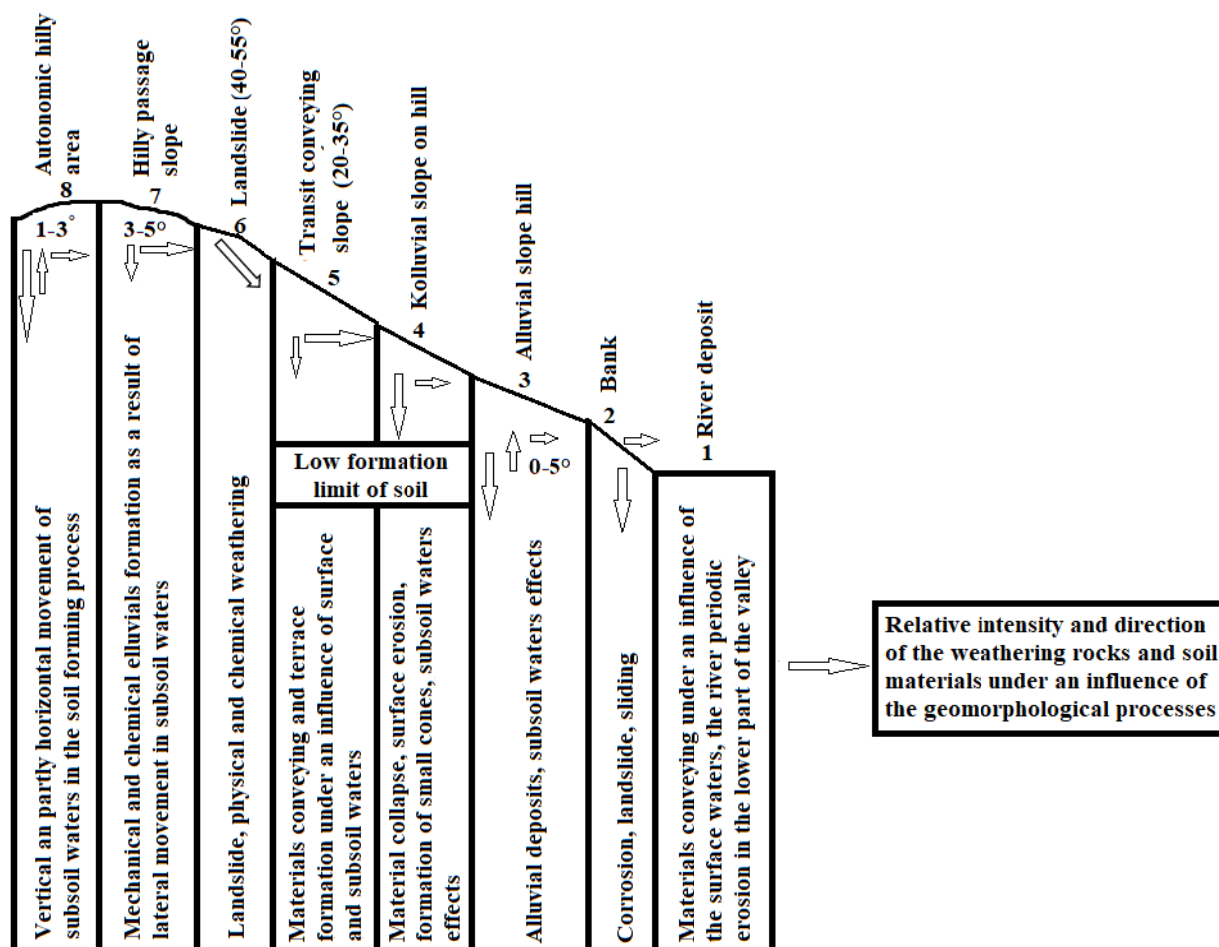 Autonomic hilly
area
Hilly passage
slope
Landslide (40-55°)
Transit conveying
slope (20-35°)
Kolluvial slope on hill
Alluvial slope hill
Bank
River deposit
8
7
6
5
4
3
2
1
1-3°
3-5°
0-5°
Low formation
limit of soil
Vertical an partly horizontal movement of
subsoil waters in the soil forming process
Mechanical and chemical elluvials formation as a result of
lateral movement in subsoil waters
Landslide, physical and chemical weathering
Materials conveying and terrace
formation under an influence of surface
and subsoil waters
Material collapse, surface erosion,
formation of small cones, subsoil waters
effects
Alluvial deposits, subsoil waters effects
Corrosion, landslide, sliding
Materials conveying under an influence of
the surface waters, the river periodic
erosion in the lower part of the valley
Relative intensity and direction
of the weathering rocks and soil
materials under an influence of
the geomorphological processes